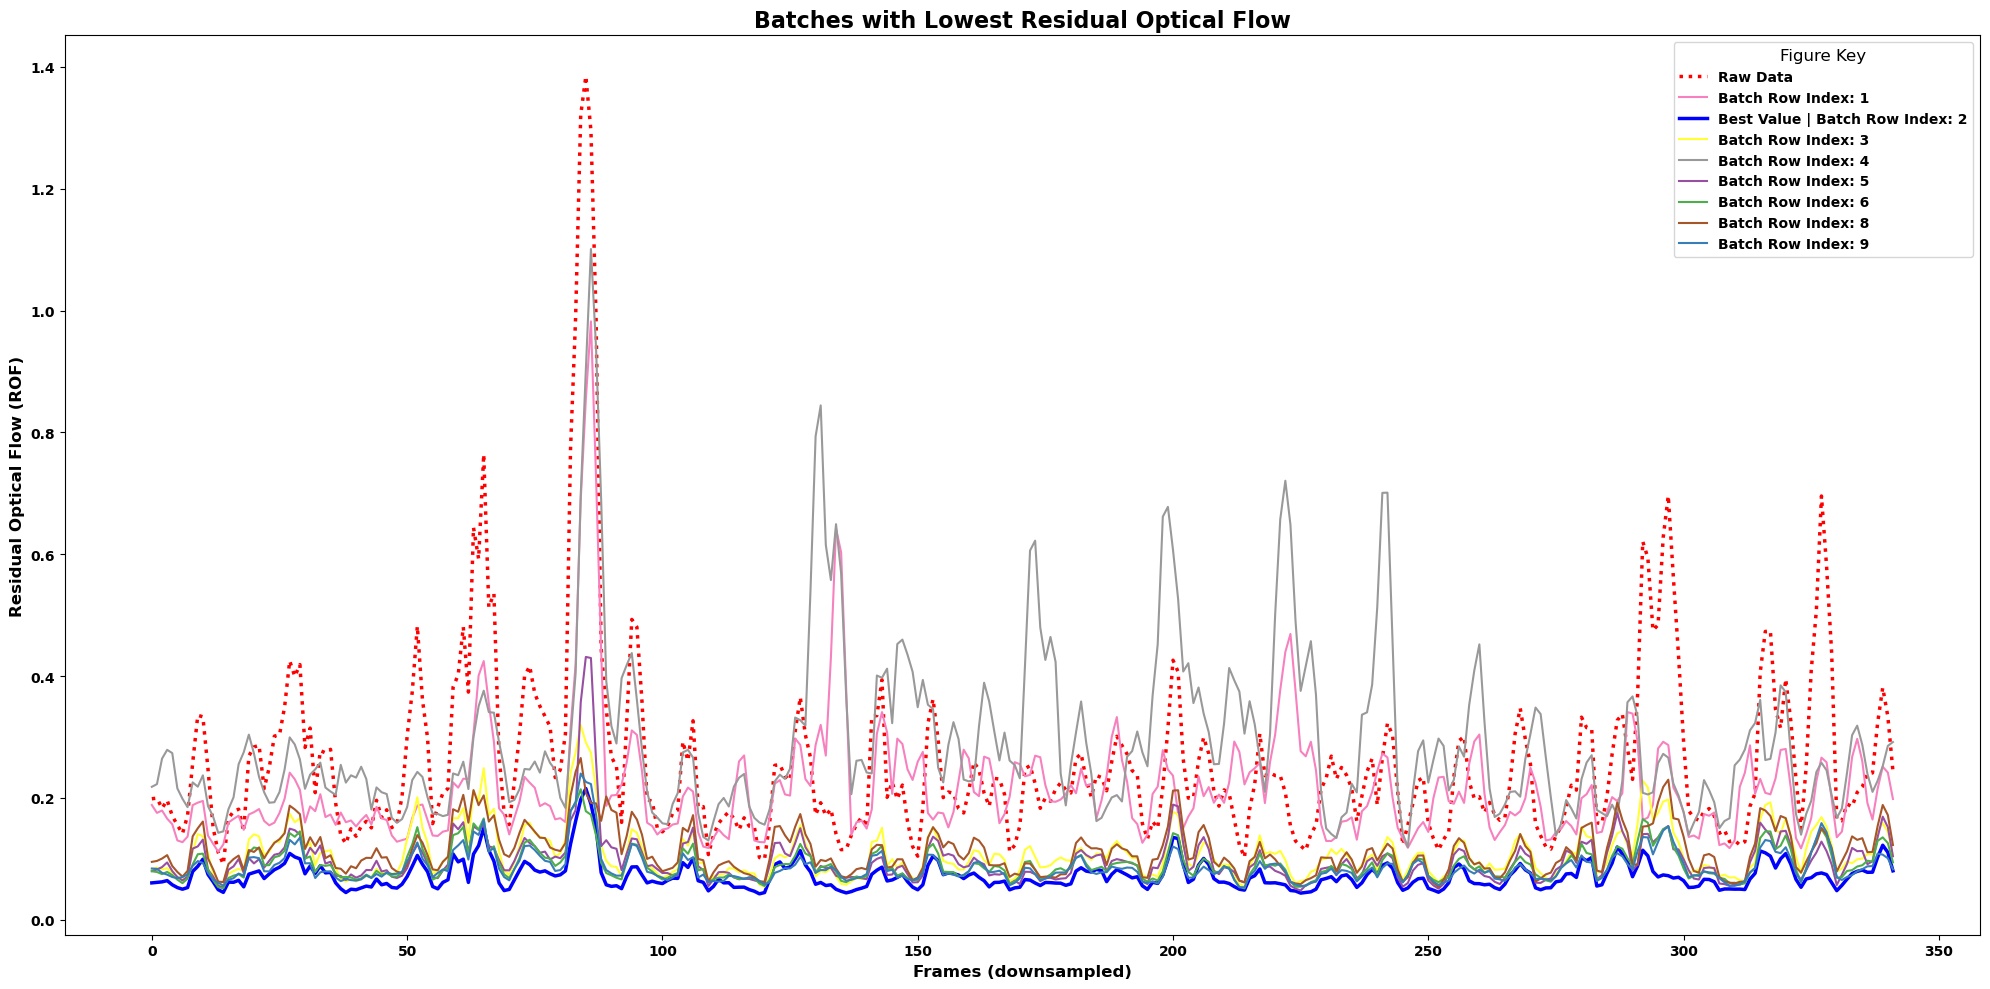 Batches with Lowest Residual Optical Flow
Figure Key
Raw Data
Batch Row Index: 1
Best Value | Batch Row Index: 2
Batch Row Index: 3
Batch Row Index: 4
Batch Row Index: 5
Batch Row Index: 6
Batch Row Index: 8
Batch Row Index: 9
Residual Optical Flow (ROF)
1.4
1.2
1.0
0.8
0.6
0.4
0.2
0.0
0 50 100 150 200 250 300 350
Frames (downsampled)